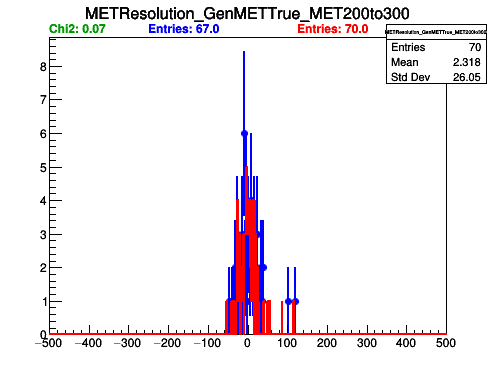 METResolution_GenMETTrue_MET200to300
Chi2: 0.07 Entries: 67.0 Entries: 70.0
METResolution_GenMETTrue_MET200to300
Entries 70
Mean 2.318
Std Dev 26.05
8
7
6
5
4
3
2
1
0
−500 −400 −300 −200 −100 0 100 200 300 400 500